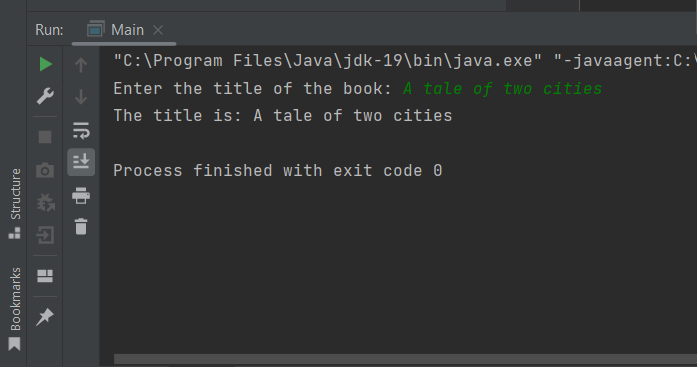 Run: Main
"C:\Program Files\Java\jdk-19\bin\java.exe" "-javaagent:C:\
Enter the title of the book: A tale of two cities
The title is: A tale of two cities
Process finished with exit code 0
Structure
Bookmarks